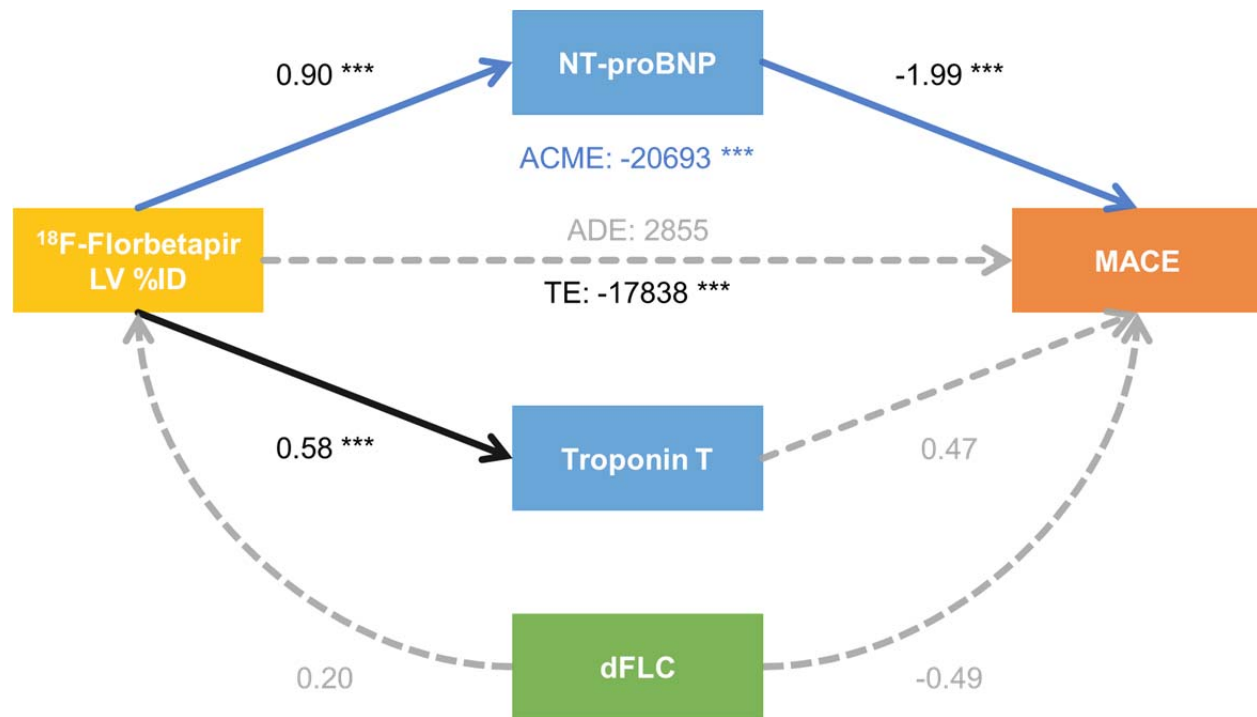 0.90 ***
NT-proBNP
-1.99 ***
ACME: -20693 ***
¹⁸F-Florbetapir
LV %ID
ADE: 2855
TE: -17838 ***
MACE
0.58 ***
Troponin T
0.47
0.20
dFLC
-0.49